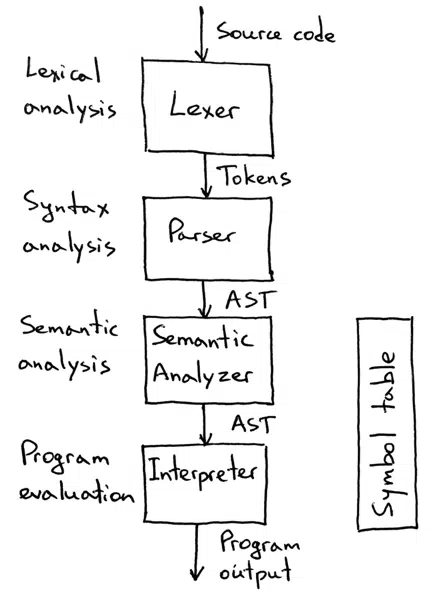 Source code
Lexical
analysis
Lexer
Tokens
Syntax
analysis
Parser
AST
Semantic
analysis
Semantic
Analyzer
AST
Program
evaluation
Interpreter
Program
output
Symbol table